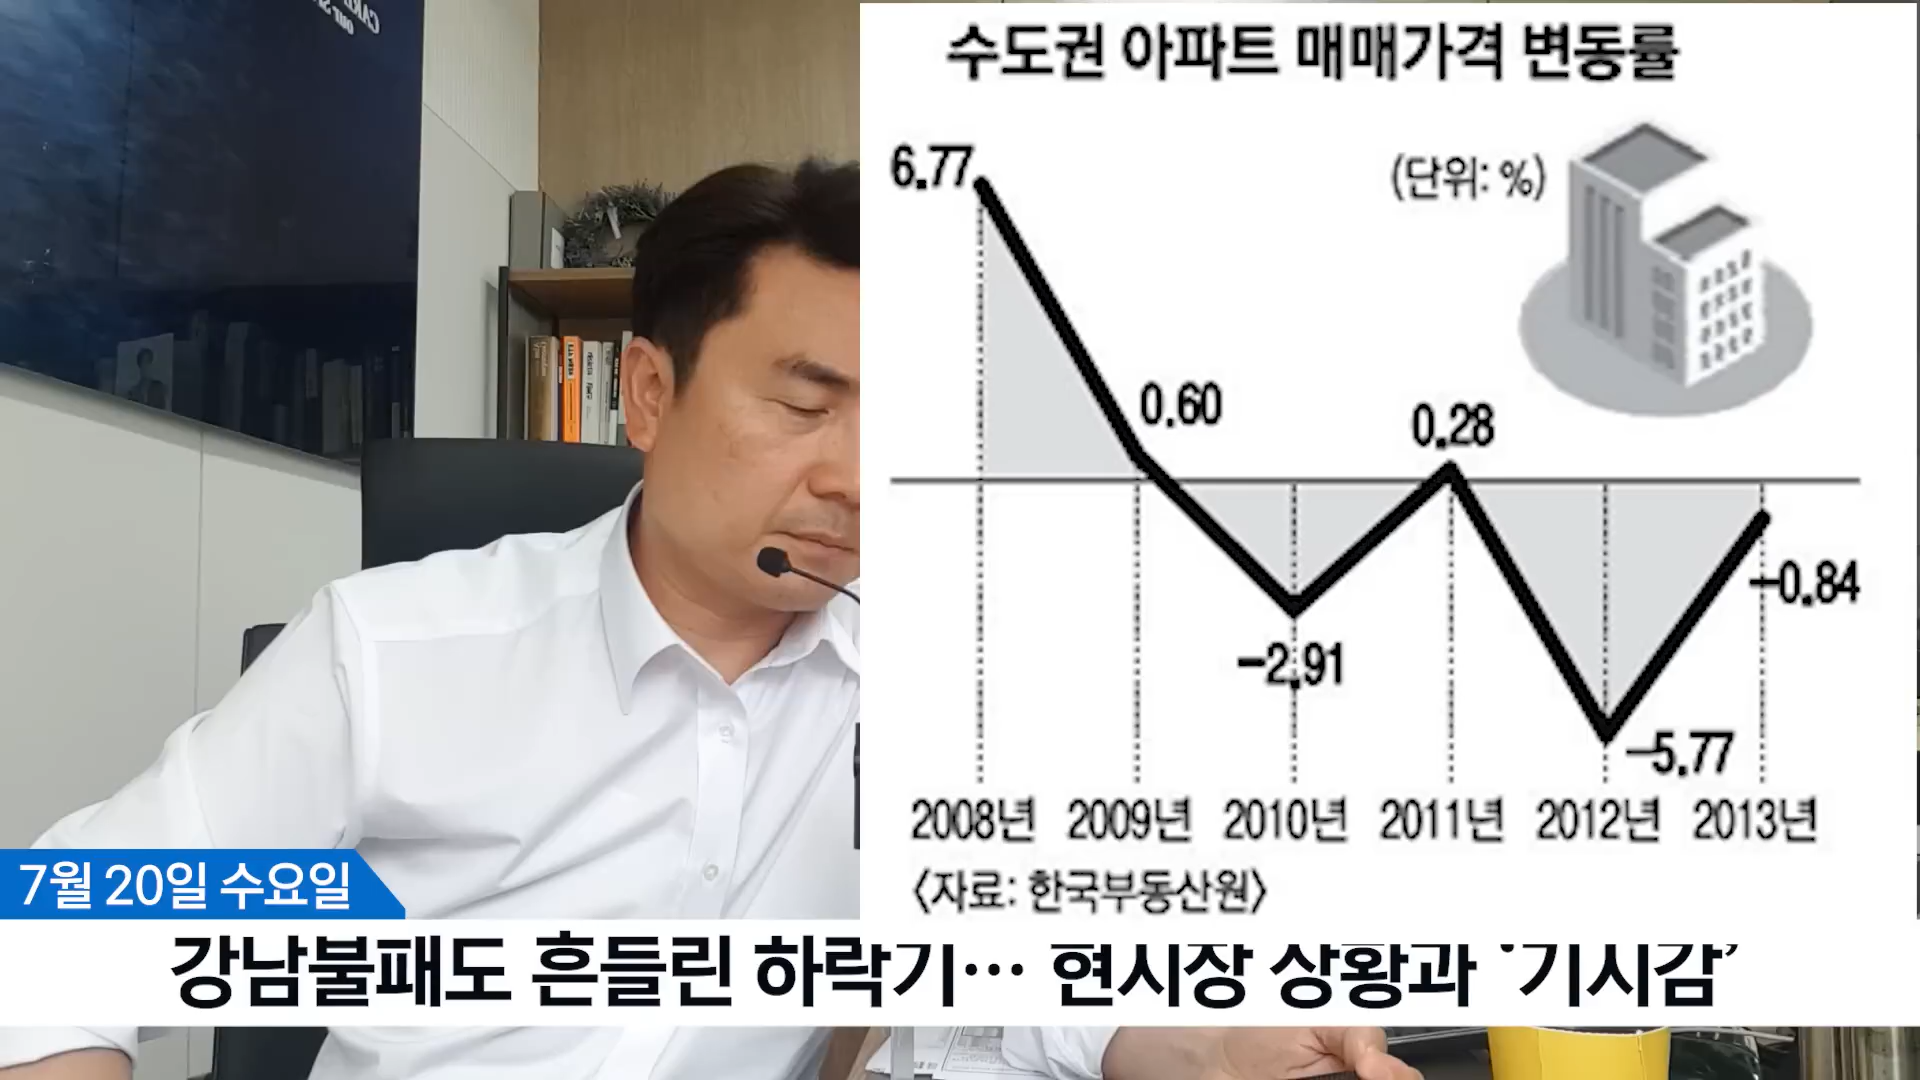 수도권 아파트 매매가격 변동률
(단위: %)
6.77
0.60
-2.91
0.28
-5.77
-0.84
2008년 2009년 2010년 2011년 2012년 2013년
<자료: 한국부동산원>
7월 20일 수요일
강남불패도 흔들린 하락기… 현시장 상황과 '기시감'